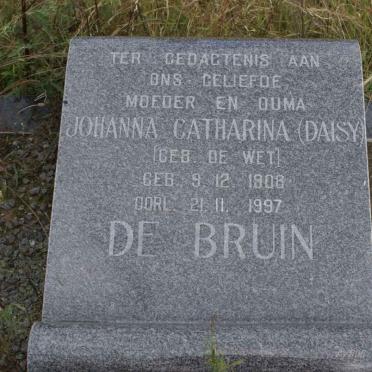 TER GEDAGTENIS AAN
ONS GELIEFDE
MOEDER EN OUMA
JOHANNA CATHARINA (DAISY)
(GEB. DE WET)
GEB. 9. 12. 1908
OORL. 21. 11. 1997
DE BRUIN